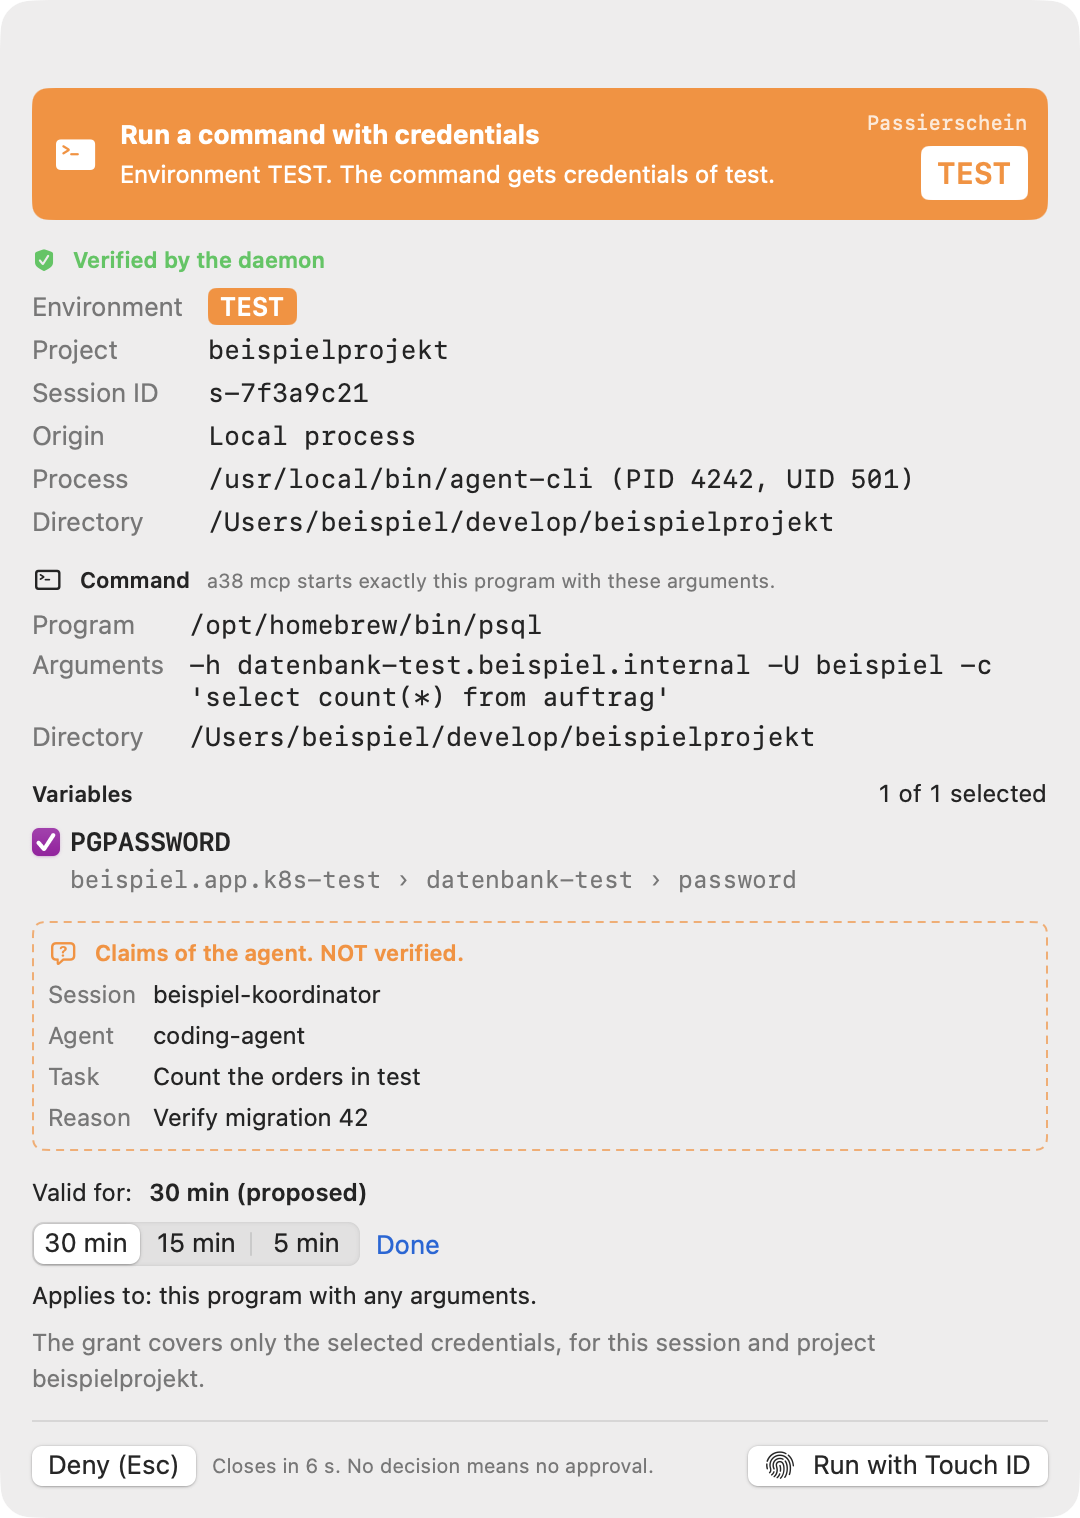 Run a command with credentials
Environment TEST. The command gets credentials of test.
Passierschein
TEST
Verified by the daemon
Environment TEST
Project beispielprojekt
Session ID s-7f3a9c21
Origin Local process
Process /usr/local/bin/agent-cli (PID 4242, UID 501)
Directory /Users/beispiel/develop/beispielprojekt
Command a38 mcp starts exactly this program with these arguments.
Program /opt/homebrew/bin/psql
Arguments -h datenbank-test.beispiel.internal -U beispiel -c
'select count(*) from auftrag'
Directory /Users/beispiel/develop/beispielprojekt
Variables 1 of 1 selected
PGPASSWORD
beispiel.app.k8s-test › datenbank-test › password
Claims of the agent. NOT verified.
Session beispiel-koordinator
Agent coding-agent
Task Count the orders in test
Reason Verify migration 42
Valid for: 30 min (proposed)
30 min 15 min 5 min Done
Applies to: this program with any arguments.
The grant covers only the selected credentials, for this session and project
beispielprojekt.
Deny (Esc) Closes in 6 s. No decision means no approval. Run with Touch ID